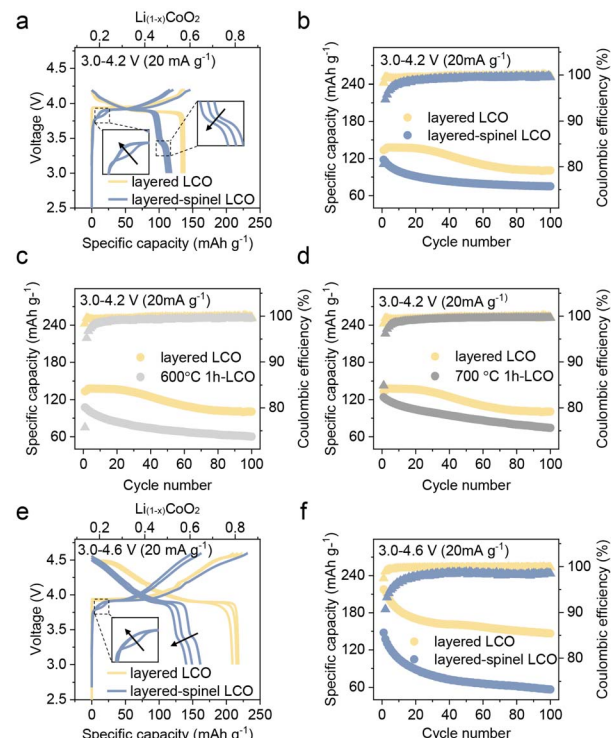 a
Li(1-x)CoO2
0.2 0.4 0.6 0.8
3.0-4.2 V (20 mA g-1)
4.5
4.0
3.5
3.0
2.5
Voltage (V)
layered LCO
layered-spinel LCO
0 50 100 150 200 250
Specific capacity (mAh g-1)
b
3.0-4.2 V (20mA g-1)
240
180
120
60
Specific capacity (mAh g-1)
layered LCO
layered-spinel LCO
100
95
90
85
80
Coulombic efficiency (%)
0 20 40 60 80 100
Cycle number
c
3.0-4.2 V (20mA g-1)
240
180
120
60
Specific capacity (mAh g-1)
layered LCO
600°C 1h-LCO
100
95
90
85
80
Coulombic efficiency (%)
0 20 40 60 80 100
Cycle number
d
3.0-4.2 V (20mA g-1)
240
180
120
60
Specific capacity (mAh g-1)
layered LCO
700 °C 1h-LCO
100
95
90
85
80
Coulombic efficiency (%)
0 20 40 60 80 100
Cycle number
e
Li(1-x)CoO2
0.2 0.4 0.6 0.8
3.0-4.6 V (20 mA g-1)
4.5
4.0
3.5
3.0
2.5
Voltage (V)
layered LCO
layered-spinel LCO
0 50 100 150 200 250
Specific capacity (mAh g-1)
f
3.0-4.6 V (20mA g-1)
240
180
120
60
Specific capacity (mAh g-1)
layered LCO
layered-spinel LCO
100
95
90
85
80
Coulombic efficiency (%)
0 20 40 60 80 100
Cycle number